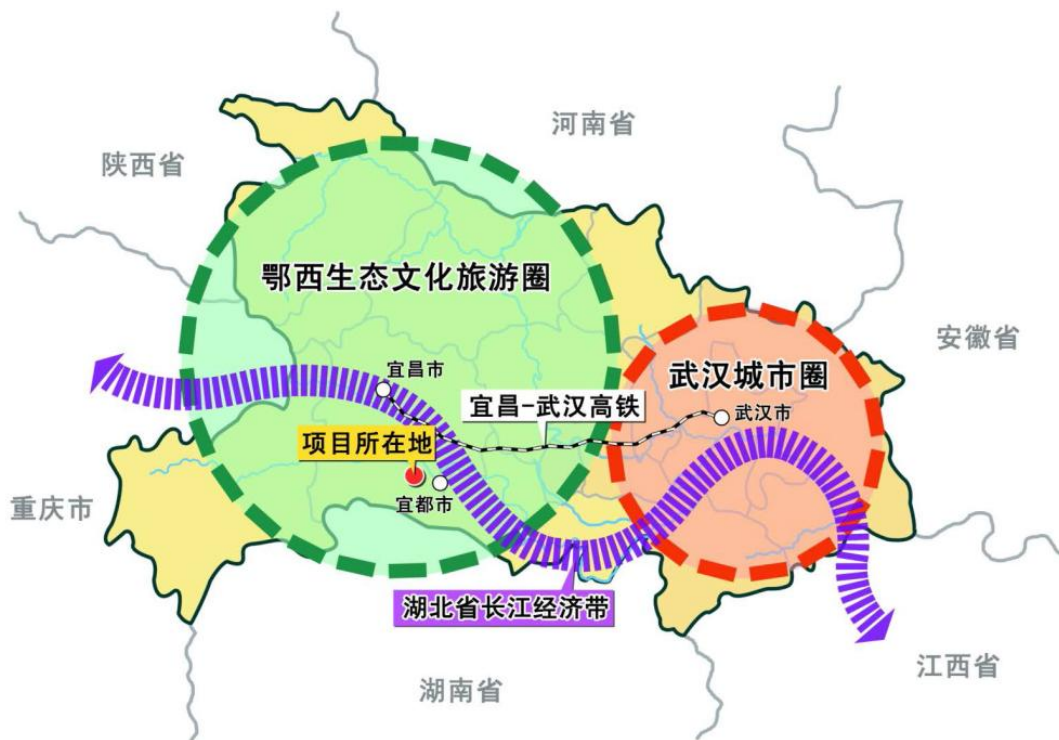 河南省
陕西省
鄂西生态文化旅游圈
安徽省
宜昌市
武汉城市圈
宜昌-武汉高铁
武汉市
项目所在地
宜都市
重庆市
湖北省长江经济带
江西省
湖南省